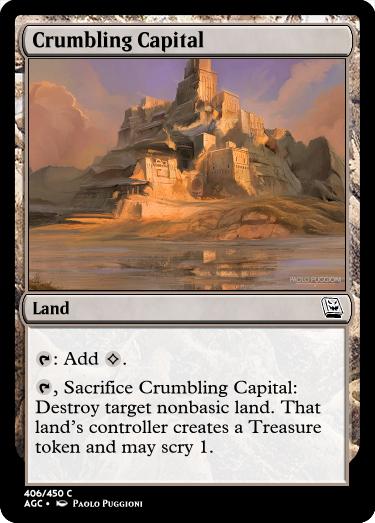 Crumbling Capital
PAOLO PUGGIONI
Land
: Add .
, Sacrifice Crumbling Capital:
Destroy target nonbasic land. That
land's controller creates a Treasure
token and may scry 1.
406/450 C
AGC • Paolo Puggioni